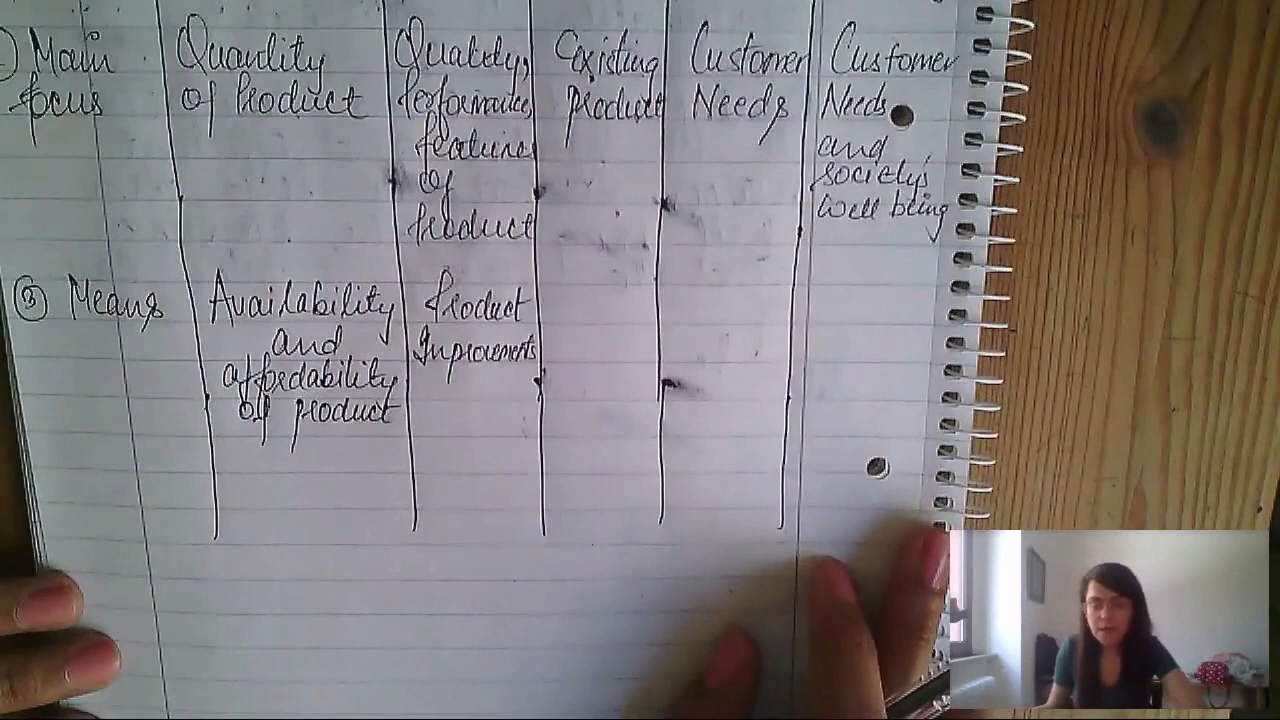 Main
focus
Quantity
of Product
Quality,
Performance,
features
of
Product
Existing
Product
Customer
Needs
Customer
Needs
and
society's
well being
③ Means
Availability
and
affordability
of product
Product
Improvements